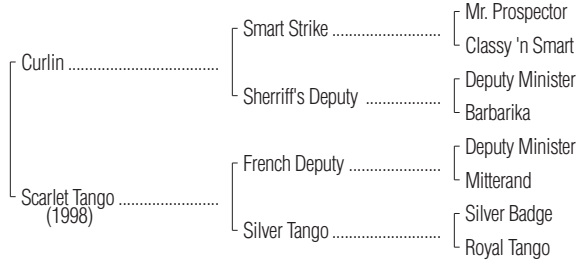 Mr. Prospector
Smart Strike ........................
Classy 'n Smart
Curlin .................................
Deputy Minister
Sherriff's Deputy .................
Barbarika
Deputy Minister
French Deputy ....................
Mitterand
Scarlet Tango ......................
(1998)
Silver Badge
Silver Tango ........................
Royal Tango